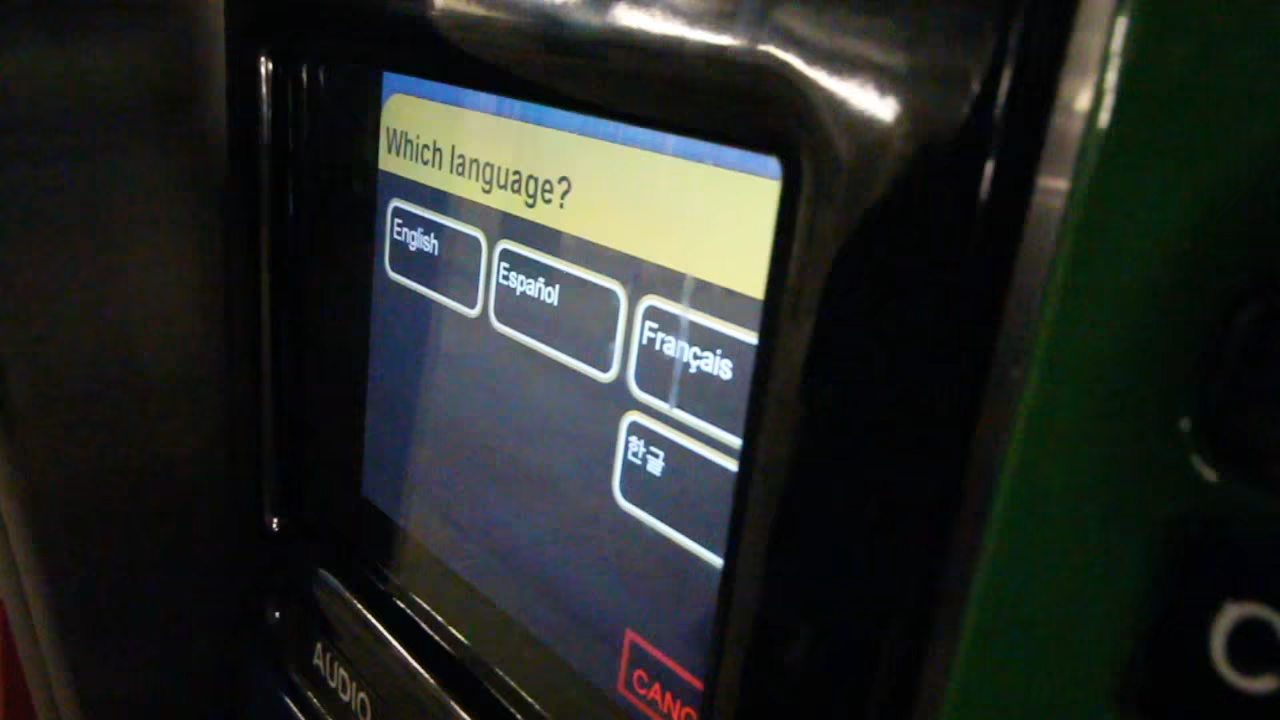 Which language?
English
Español
Français
한글
CANC
AUDIO
C